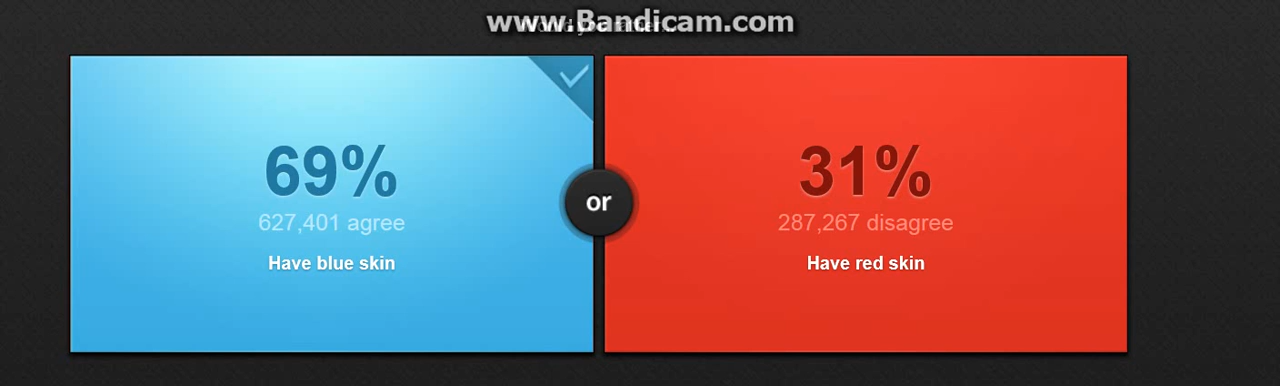 www.Bandicam.com
69%
627,401 agree
Have blue skin
or
31%
287,267 disagree
Have red skin